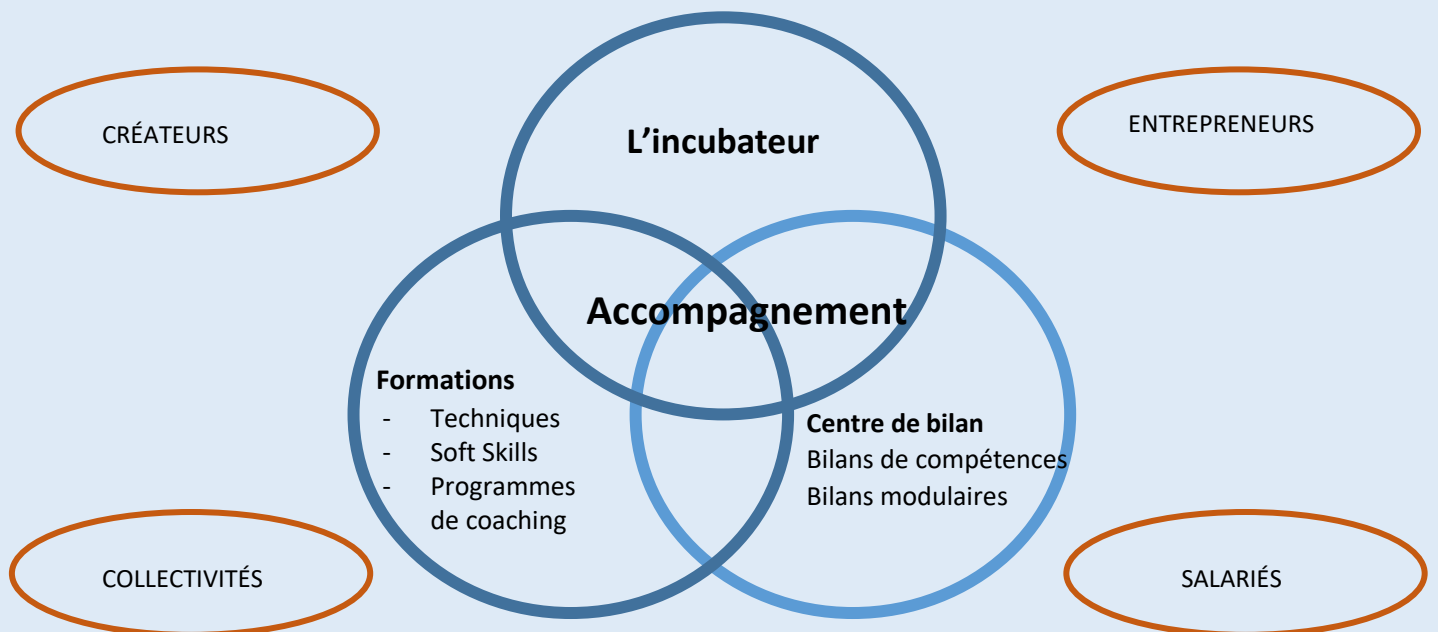 CRÉATEURS
ENTREPRENEURS
L’incubateur
Accompagnement
Formations
- Techniques
- Soft Skills
- Programmes
de coaching
Centre de bilan
Bilans de compétences
Bilans modulaires
COLLECTIVITÉS
SALARIÉS